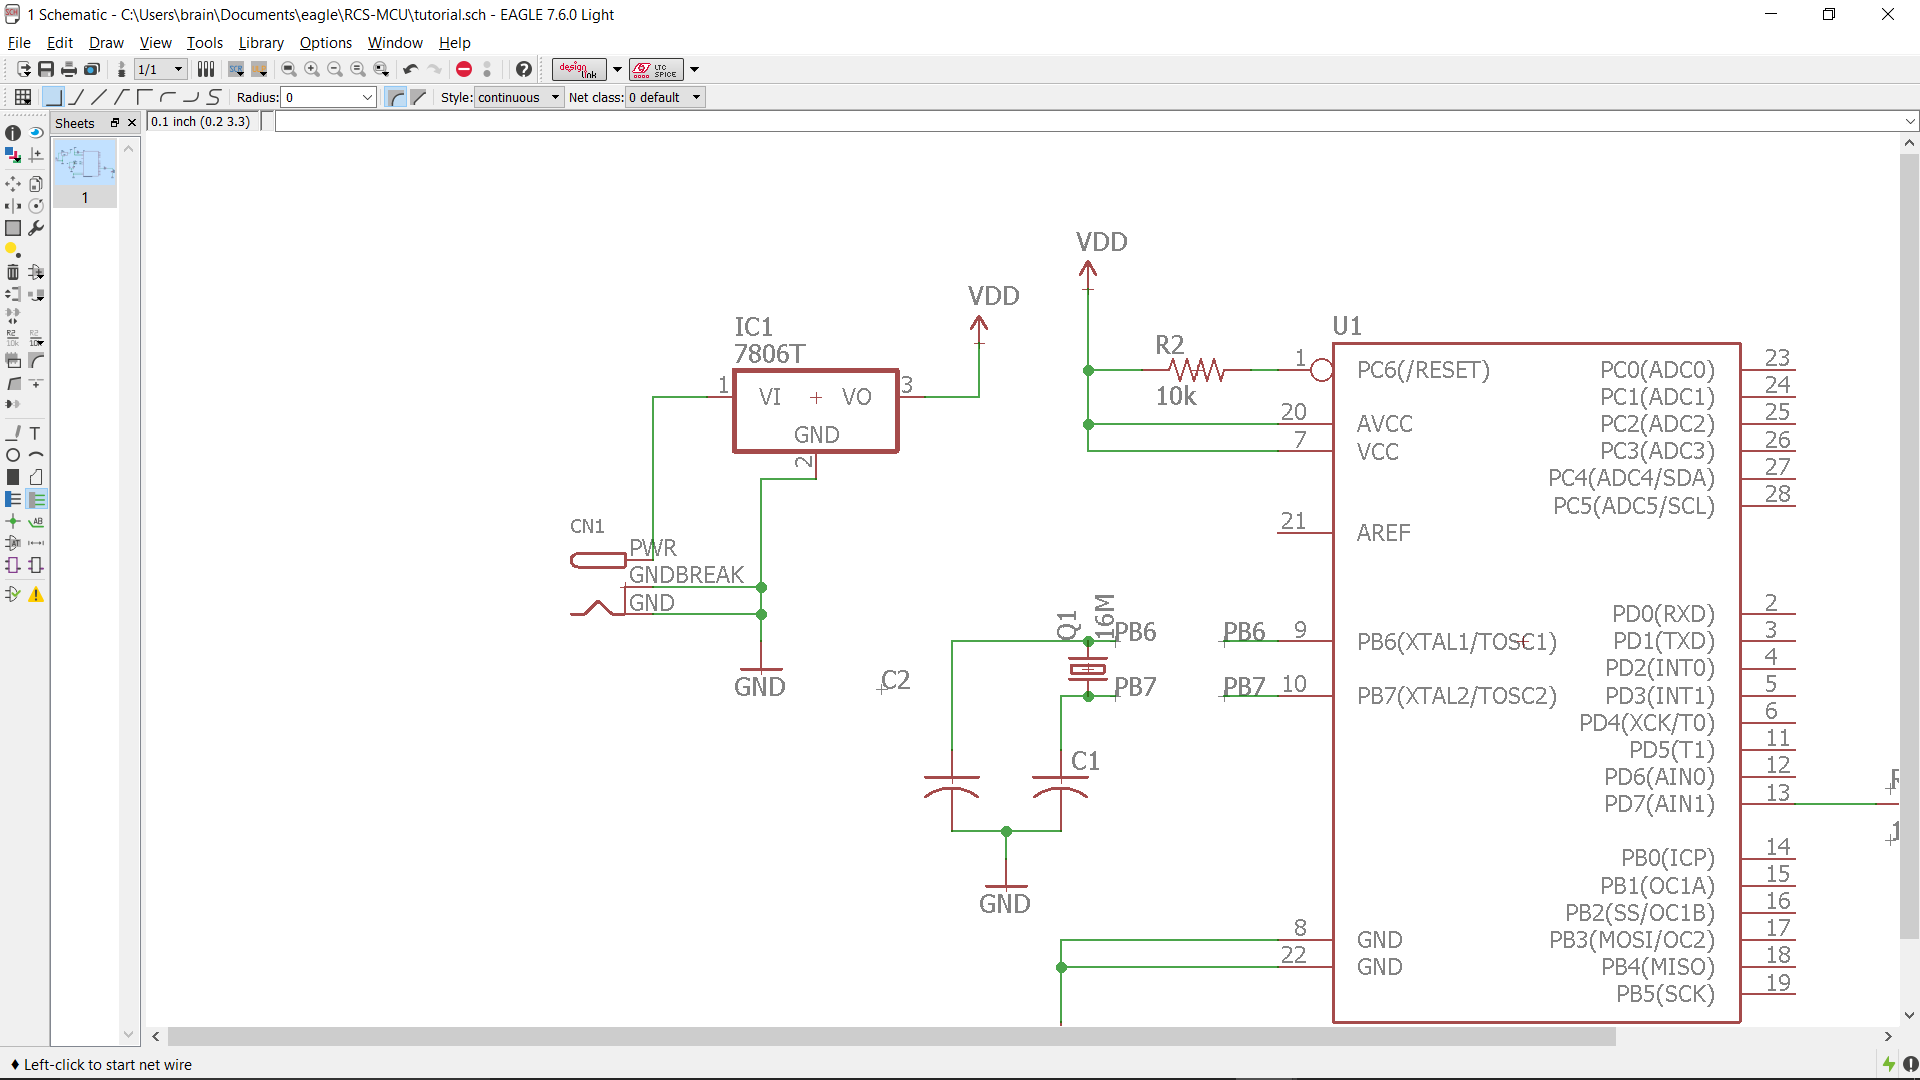 1 Schematic - C:\Users\brain\Documents\eagle\RCS-MCU\tutorial.sch - EAGLE 7.6.0 Light
File Edit Draw View Tools Library Options Window Help
1/1 SCR design link LTC SPICE
Radius: 0 Style: continuous Net class: 0 default
Sheets 0.1 inch (0.2 3.3)
1
VDD
VDD
IC1
7806T
1 VI VO 3
GND
2
R2
10k
U1
1 PC6(/RESET)
20 AVCC
7 VCC
21 AREF
PB6 9 PB6(XTAL1/TOSC1)
PB7 10 PB7(XTAL2/TOSC2)
8 GND
22 GND
PC0(ADC0) 23
PC1(ADC1) 24
PC2(ADC2) 25
PC3(ADC3) 26
PC4(ADC4/SDA) 27
PC5(ADC5/SCL) 28
PD0(RXD) 2
PD1(TXD) 3
PD2(INT0) 4
PD3(INT1) 5
PD4(XCK/T0) 6
PD5(T1) 11
PD6(AIN0) 12
PD7(AIN1) 13
PB0(ICP) 14
PB1(OC1A) 15
PB2(SS/OC1B) 16
PB3(MOSI/OC2) 17
PB4(MISO) 18
PB5(SCK) 19
CN1
PWR
GNDBREAK
GND
GND
Q1
16M
PB6
PB7
C2
C1
GND
Left-click to start net wire